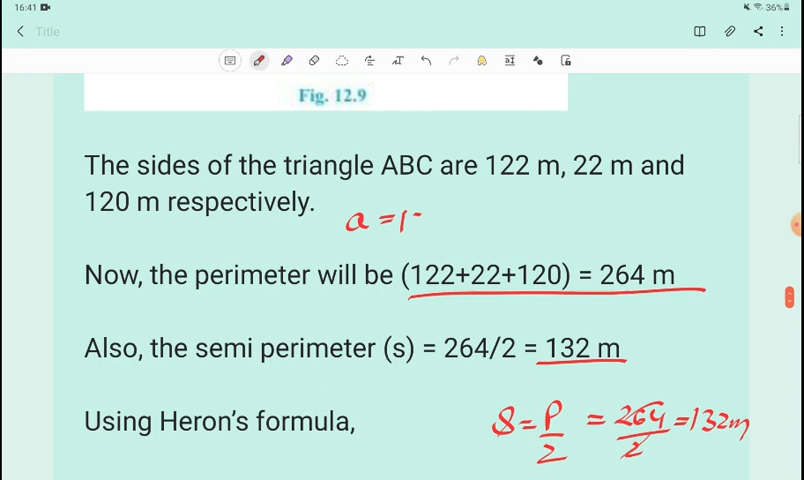 16:41 36%
Title
Fig. 12.9
The sides of the triangle ABC are 122 m, 22 m and
120 m respectively.
a = 1
Now, the perimeter will be (122+22+120) = 264 m
Also, the semi perimeter (s) = 264/2 = 132 m
Using Heron's formula,
S = P/2 = 264/2 = 132m